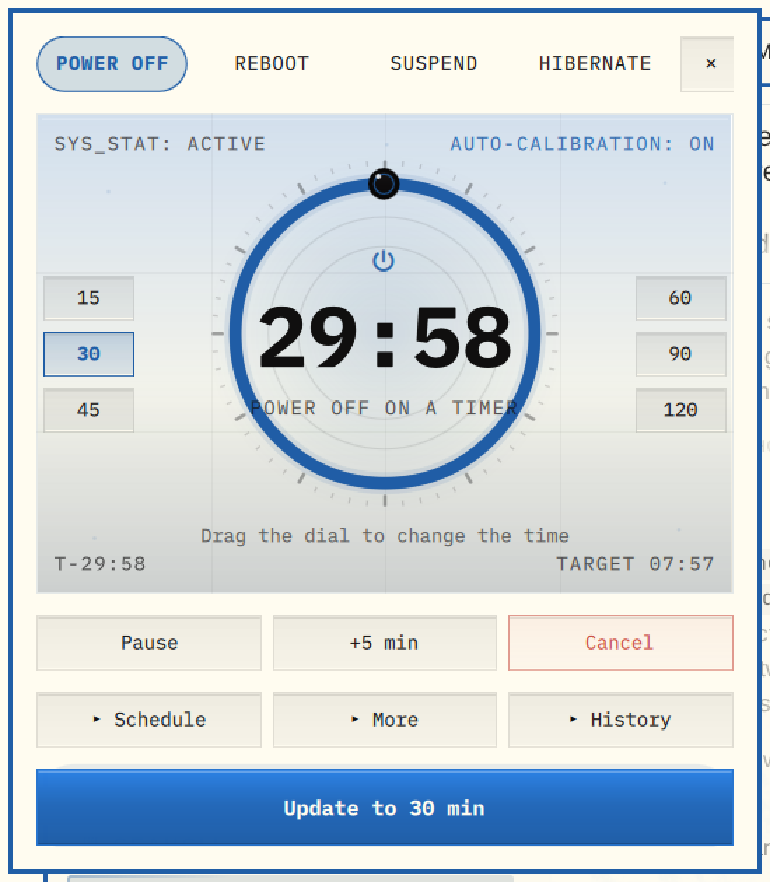 POWER OFF REBOOT SUSPEND HIBERNATE ×
SYS_STAT: ACTIVE AUTO-CALIBRATION: ON
15 60
29:58
30 90
POWER OFF ON A TIMER
45 120
Drag the dial to change the time
T-29:58 TARGET 07:57
Pause +5 min Cancel
▸ Schedule ▸ More ▸ History
Update to 30 min